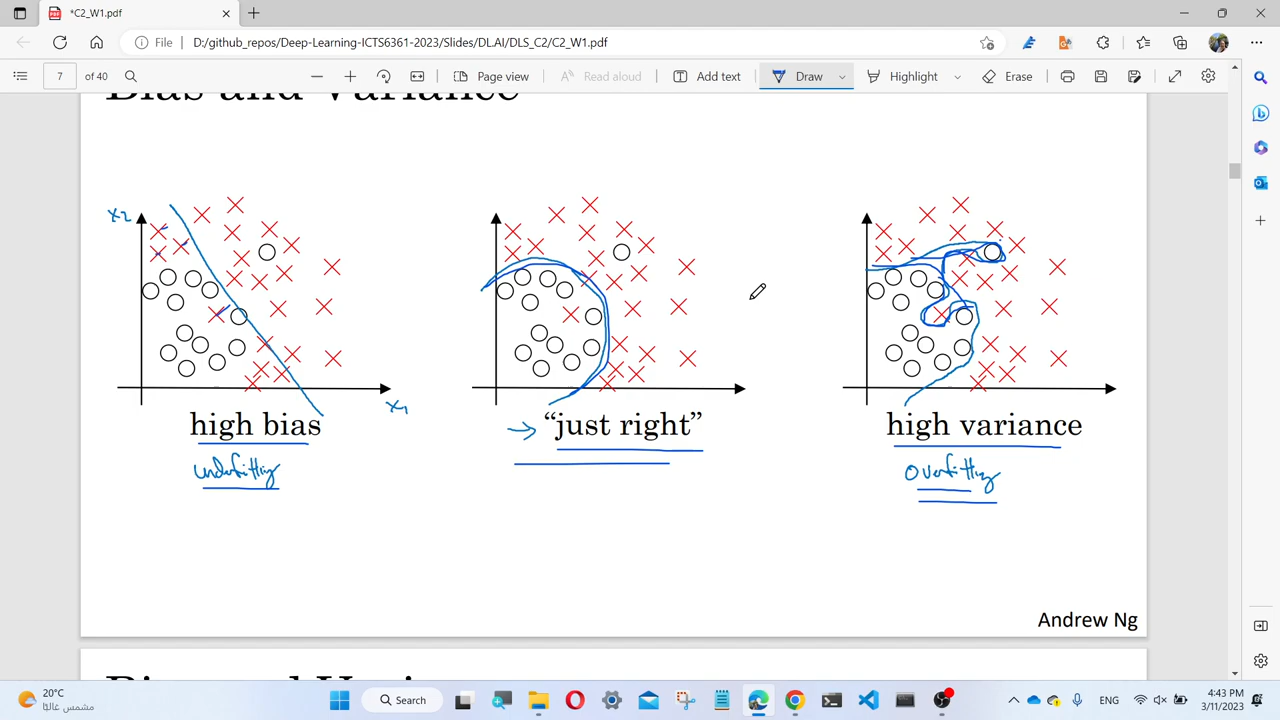 *C2_W1.pdf
File
D:/github_repos/Deep-Learning-ICTS6361-2023/Slides/DL.AI/DLS_C2/C2_W1.pdf
7 of 40
Page view
Read aloud
Add text
Draw
Highlight
Erase
Bias and Variance
x2
x1
high bias
"just right"
high variance
underfitting
overfitting
Andrew Ng
20°C
مشمس غالبًا
Search
ENG
4:43 PM
3/11/2023